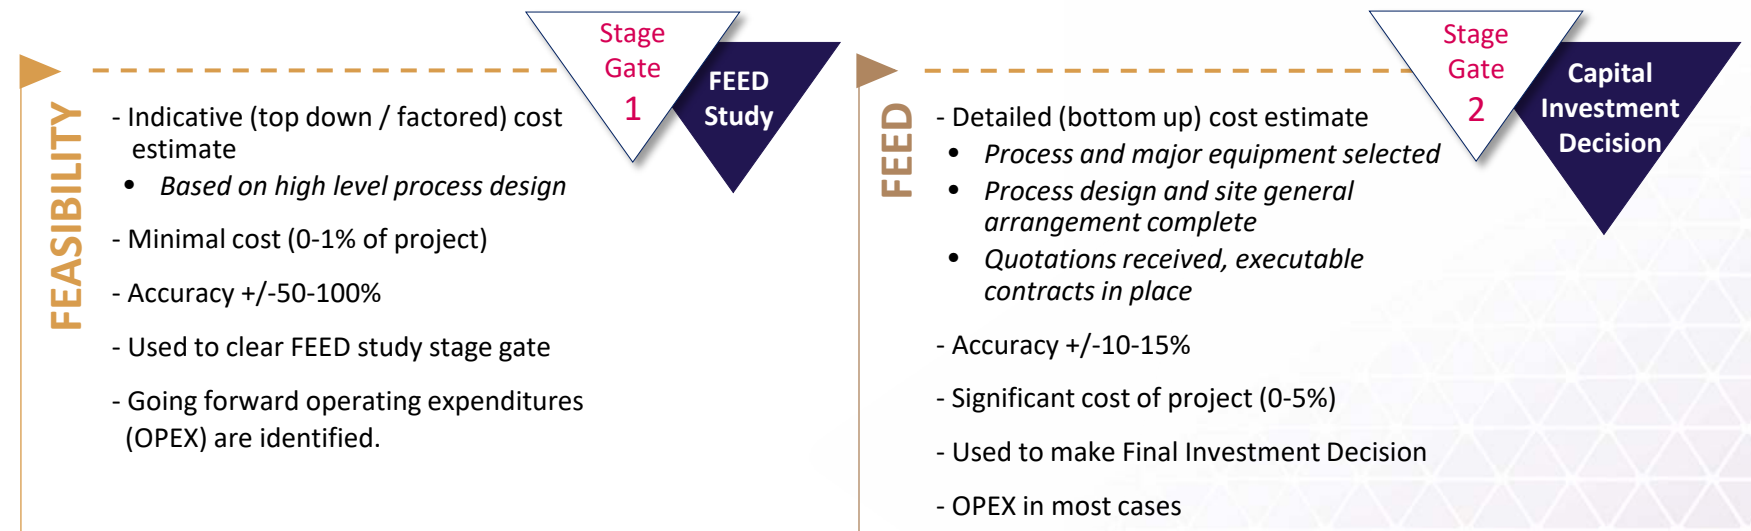 FEASIBILITY
- Indicative (top down / factored) cost
estimate
• Based on high level process design
- Minimal cost (0-1% of project)
- Accuracy +/-50-100%
- Used to clear FEED study stage gate
- Going forward operating expenditures
(OPEX) are identified.
Stage
Gate
1
FEED
Study
FEED
- Detailed (bottom up) cost estimate
• Process and major equipment selected
• Process design and site general
arrangement complete
• Quotations received, executable
contracts in place
- Accuracy +/-10-15%
- Significant cost of project (0-5%)
- Used to make Final Investment Decision
- OPEX in most cases
Stage
Gate
2
Capital
Investment
Decision